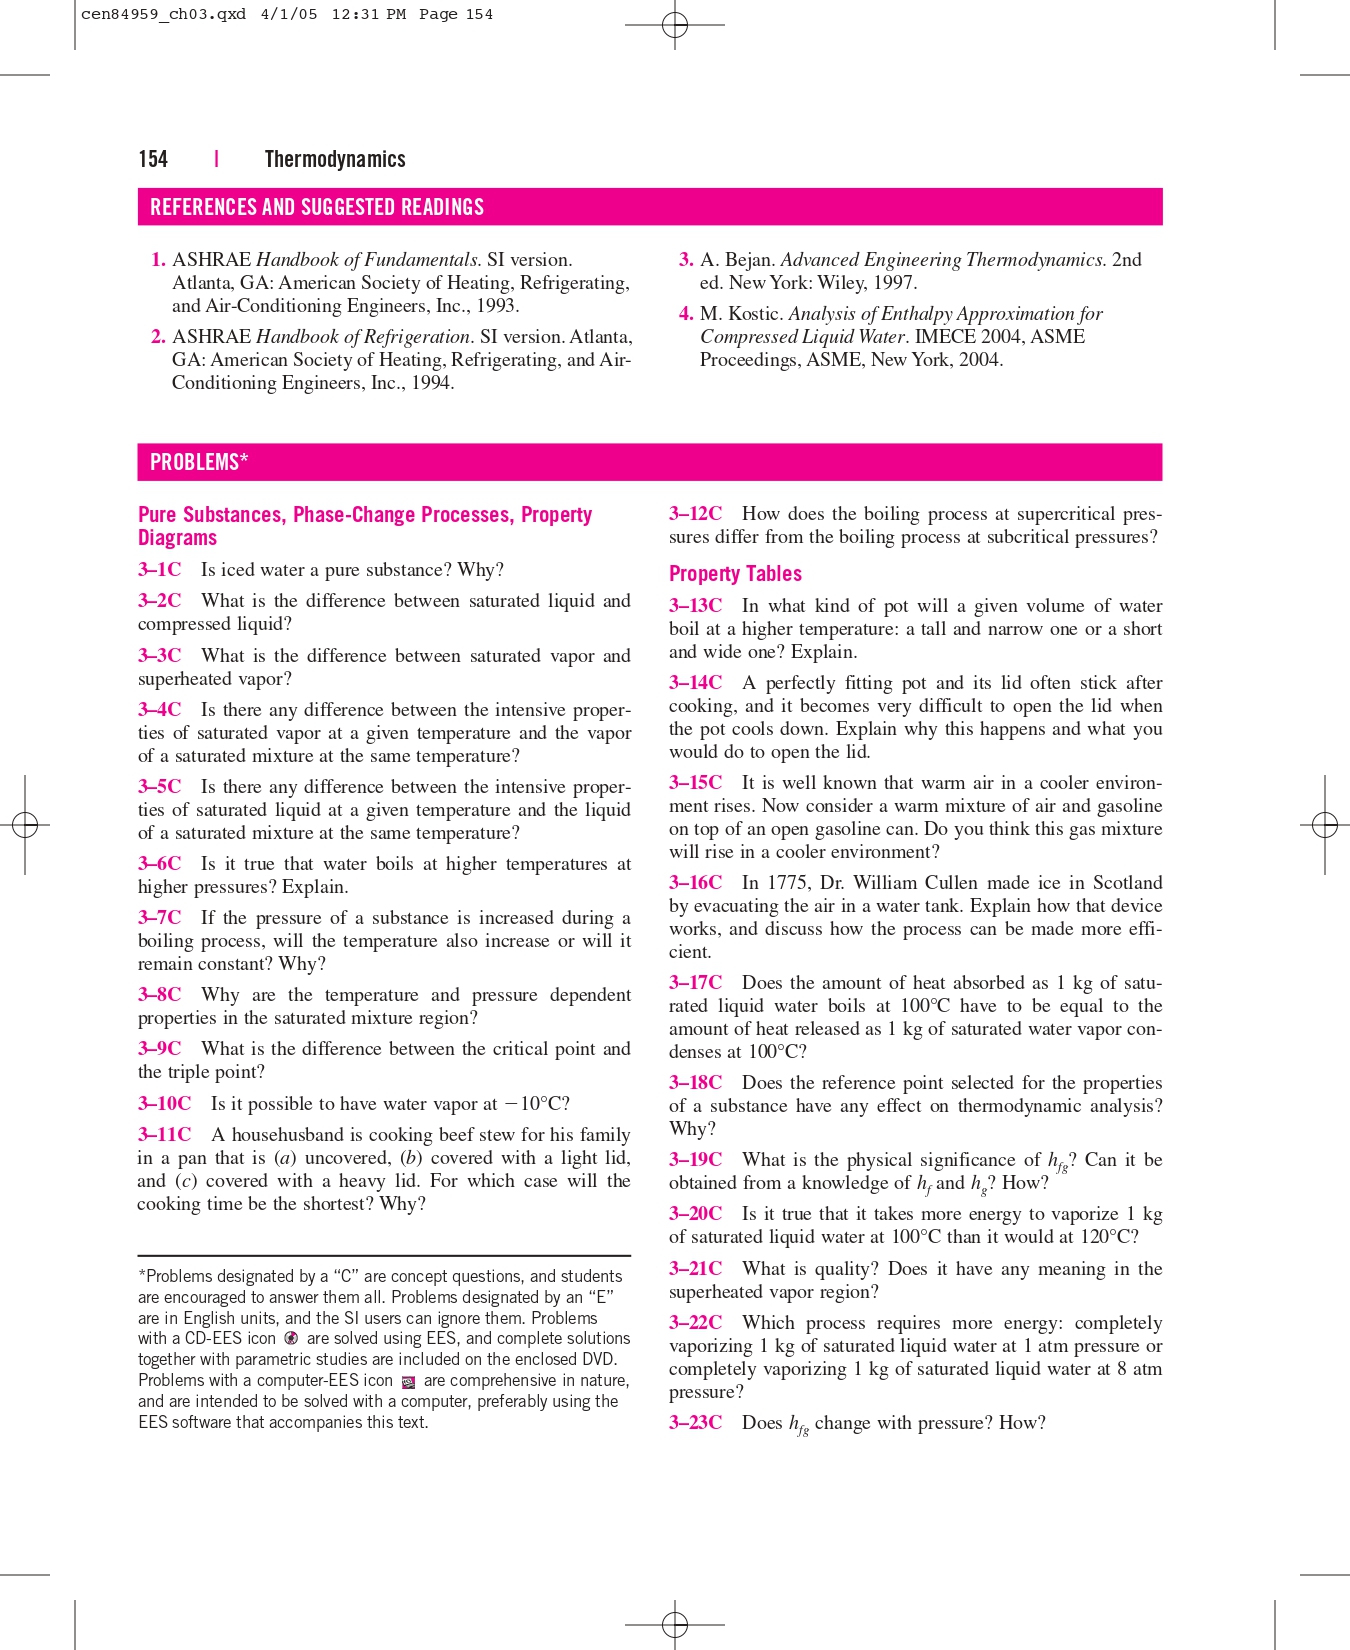 cen84959_ch03.qxd 4/1/05 12:31 PM Page 154
154 | Thermodynamics
REFERENCES AND SUGGESTED READINGS
1. ASHRAE Handbook of Fundamentals. SI version.
Atlanta, GA: American Society of Heating, Refrigerating,
and Air-Conditioning Engineers, Inc., 1993.
2. ASHRAE Handbook of Refrigeration. SI version. Atlanta,
GA: American Society of Heating, Refrigerating, and Air-
Conditioning Engineers, Inc., 1994.
3. A. Bejan. Advanced Engineering Thermodynamics. 2nd
ed. New York: Wiley, 1997.
4. M. Kostic. Analysis of Enthalpy Approximation for
Compressed Liquid Water. IMECE 2004, ASME
Proceedings, ASME, New York, 2004.
PROBLEMS*
Pure Substances, Phase-Change Processes, Property
Diagrams
3–1C Is iced water a pure substance? Why?
3–2C What is the difference between saturated liquid and
compressed liquid?
3–3C What is the difference between saturated vapor and
superheated vapor?
3–4C Is there any difference between the intensive proper-
ties of saturated vapor at a given temperature and the vapor
of a saturated mixture at the same temperature?
3–5C Is there any difference between the intensive proper-
ties of saturated liquid at a given temperature and the liquid
of a saturated mixture at the same temperature?
3–6C Is it true that water boils at higher temperatures at
higher pressures? Explain.
3–7C If the pressure of a substance is increased during a
boiling process, will the temperature also increase or will it
remain constant? Why?
3–8C Why are the temperature and pressure dependent
properties in the saturated mixture region?
3–9C What is the difference between the critical point and
the triple point?
3–10C Is it possible to have water vapor at −10°C?
3–11C A househusband is cooking beef stew for his family
in a pan that is (a) uncovered, (b) covered with a light lid,
and (c) covered with a heavy lid. For which case will the
cooking time be the shortest? Why?
*Problems designated by a “C” are concept questions, and students
are encouraged to answer them all. Problems designated by an “E”
are in English units, and the SI users can ignore them. Problems
with a CD-EES icon are solved using EES, and complete solutions
together with parametric studies are included on the enclosed DVD.
Problems with a computer-EES icon are comprehensive in nature,
and are intended to be solved with a computer, preferably using the
EES software that accompanies this text.
3–12C How does the boiling process at supercritical pres-
sures differ from the boiling process at subcritical pressures?
Property Tables
3–13C In what kind of pot will a given volume of water
boil at a higher temperature: a tall and narrow one or a short
and wide one? Explain.
3–14C A perfectly fitting pot and its lid often stick after
cooking, and it becomes very difficult to open the lid when
the pot cools down. Explain why this happens and what you
would do to open the lid.
3–15C It is well known that warm air in a cooler environ-
ment rises. Now consider a warm mixture of air and gasoline
on top of an open gasoline can. Do you think this gas mixture
will rise in a cooler environment?
3–16C In 1775, Dr. William Cullen made ice in Scotland
by evacuating the air in a water tank. Explain how that device
works, and discuss how the process can be made more effi-
cient.
3–17C Does the amount of heat absorbed as 1 kg of satu-
rated liquid water boils at 100°C have to be equal to the
amount of heat released as 1 kg of saturated water vapor con-
denses at 100°C?
3–18C Does the reference point selected for the properties
of a substance have any effect on thermodynamic analysis?
Why?
3–19C What is the physical significance of hfg? Can it be
obtained from a knowledge of hf and hg? How?
3–20C Is it true that it takes more energy to vaporize 1 kg
of saturated liquid water at 100°C than it would at 120°C?
3–21C What is quality? Does it have any meaning in the
superheated vapor region?
3–22C Which process requires more energy: completely
vaporizing 1 kg of saturated liquid water at 1 atm pressure or
completely vaporizing 1 kg of saturated liquid water at 8 atm
pressure?
3–23C Does hfg change with pressure? How?